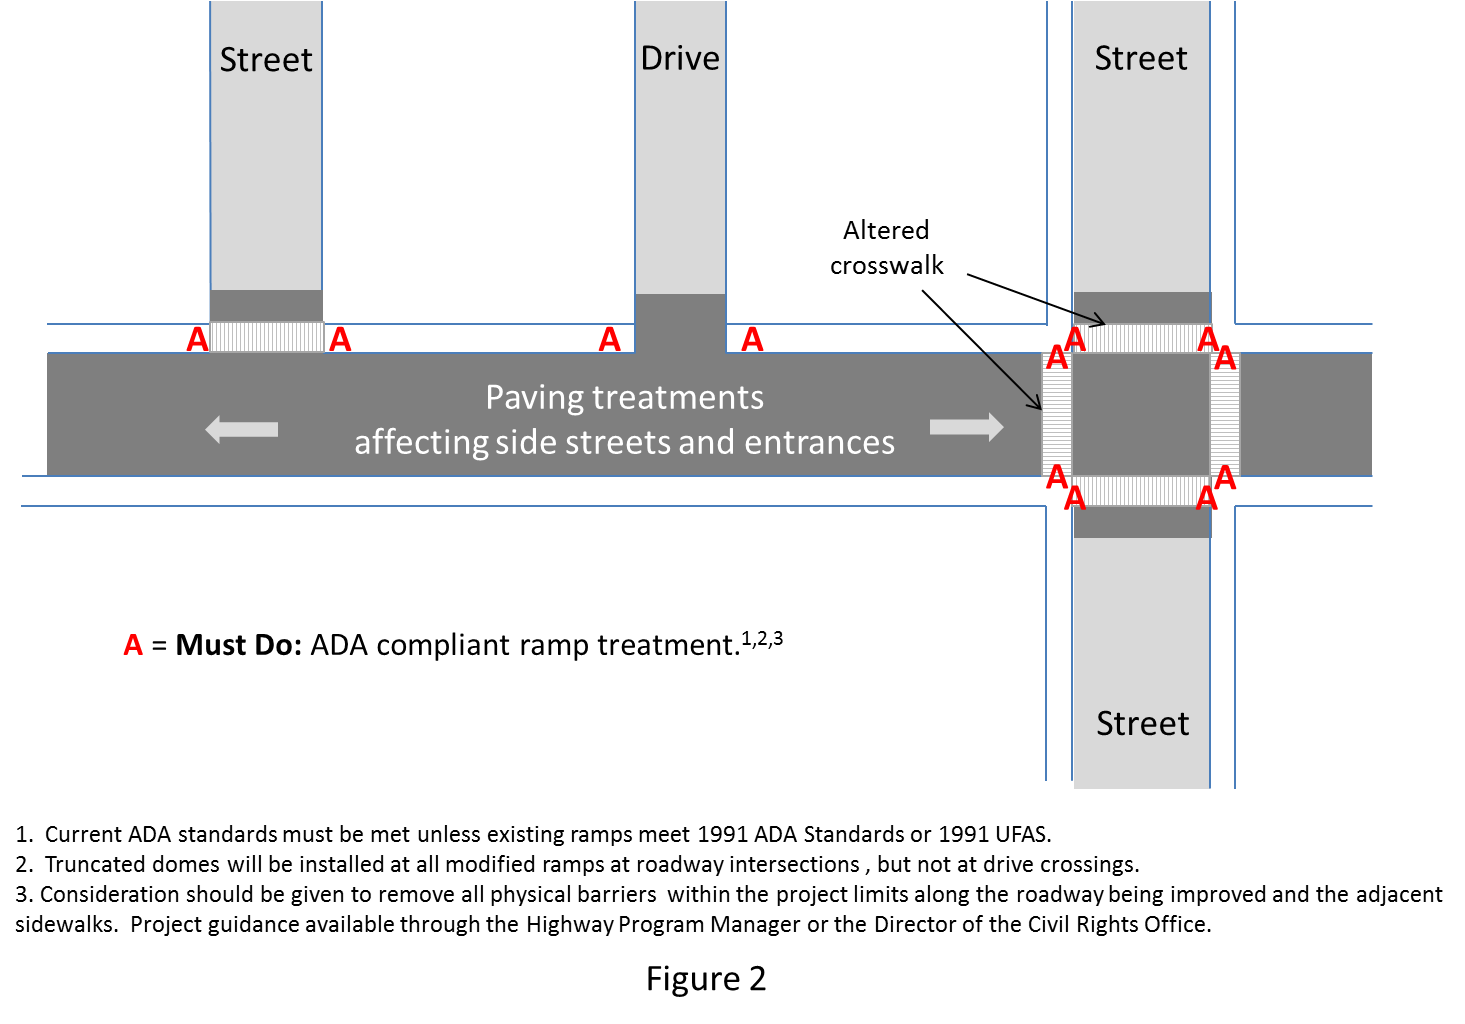 Street
Drive
Street
Altered
crosswalk
A A A A A A
A A
Paving treatments
affecting side streets and entrances
A A
A A
A = Must Do: ADA compliant ramp treatment.1,2,3
Street
1. Current ADA standards must be met unless existing ramps meet 1991 ADA Standards or 1991 UFAS.
2. Truncated domes will be installed at all modified ramps at roadway intersections , but not at drive crossings.
3. Consideration should be given to remove all physical barriers within the project limits along the roadway being improved and the adjacent
sidewalks. Project guidance available through the Highway Program Manager or the Director of the Civil Rights Office.
Figure 2